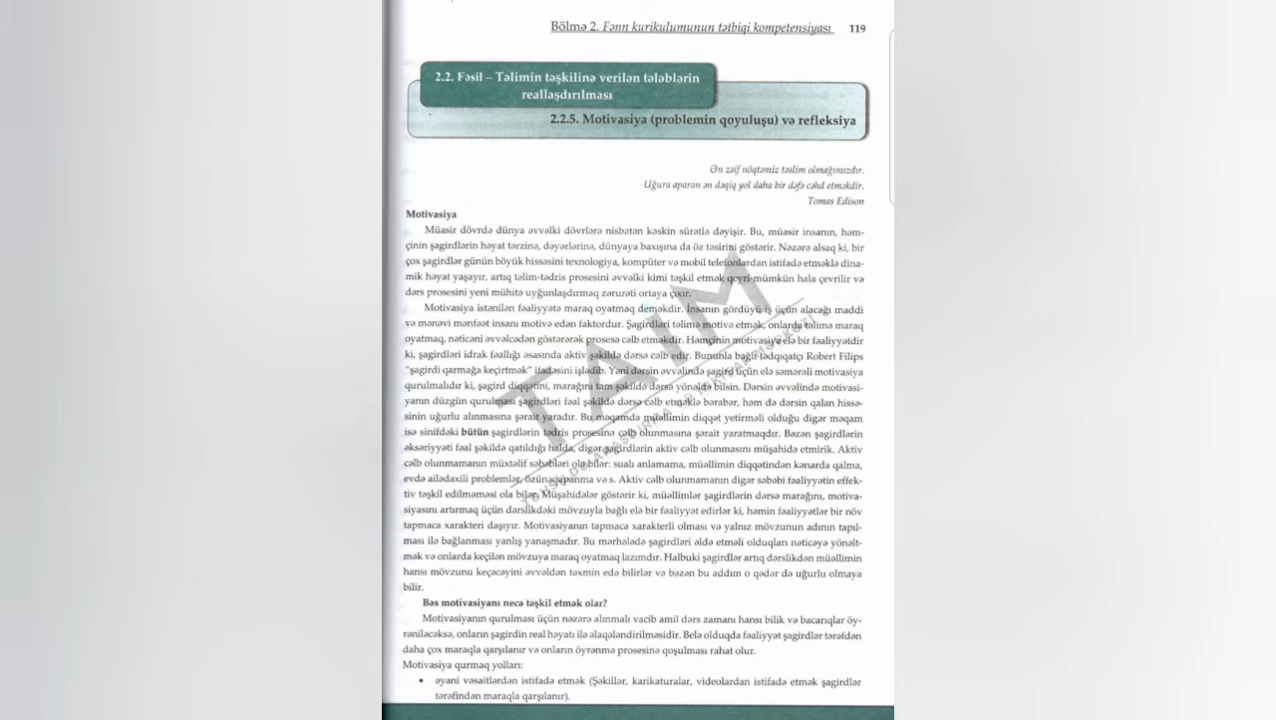 Bölmə 2. Fənn kurikulumunun tətbiqi kompetensiyası 119
2.2. Fəsil – Təlimin təşkilinə verilən tələblərin
reallaşdırılması
2.2.5. Motivasiya (problemin qoyuluşu) və refleksiya
Ən zəif nöqtəmiz təslim olmağımızdır.
Uğura aparan ən dəqiq yol daha bir dəfə cəhd etməkdir.
Tomas Edison
Motivasiya
Müasir dövrdə dünya əvvəlki dövrlərə nisbətən kəskin sürətlə dəyişir. Bu, müasir insanın, həm-
çinin şagirdlərin həyat tərzinə, dəyərlərinə, dünyaya baxışına da öz təsirini göstərir. Nəzərə alsaq ki, bir
çox şagirdlər günün böyük hissəsini texnologiya, kompüter və mobil telefonlardan istifadə etməklə dina-
mik həyat yaşayır, artıq təlim-tədris prosesini əvvəlki kimi təşkil etmək qeyri-mümkün hala çevrilir və
dərs prosesini yeni mühitə uyğunlaşdırmaq zərurəti ortaya çıxır.
Motivasiya istənilən fəaliyyətə maraq oyatmaq deməkdir. İnsanın gördüyü iş üçün alacağı maddi
və mənəvi mənfəət insanı motivə edən faktordur. Şagirdləri təlimə motivə etmək, onlarda təlimə maraq
oyatmaq, nəticəni əvvəlcədən göstərərək prosesə cəlb etməkdir. Həmçinin motivasiya elə bir fəaliyyətdir
ki, şagirdləri idrak fəallığı əsasında aktiv şəkildə dərsə cəlb edir. Bununla bağlı tədqiqatçı Robert Filips
"şagirdi qarmağa keçirtmək" ifadəsini işlədib. Yəni dərsin əvvəlində şagird üçün elə səmərəli motivasiya
qurulmalıdır ki, şagird diqqətini, marağını tam şəkildə dərsə yönəldə bilsin. Dərsin əvvəlində motivasi-
yanın düzgün qurulması şagirdləri fəal şəkildə dərsə cəlb etməklə bərabər, həm də dərsin qalan hissə-
sinin uğurlu alınmasına şərait yaradır. Bu məqamda müəllimin diqqət yetirməli olduğu digər məqam
isə sinifdəki bütün şagirdlərin tədris prosesinə cəlb olunmasına şərait yaratmaqdır. Bəzən şagirdlərin
əksəriyyəti fəal şəkildə qatıldığı halda, digər şagirdlərin aktiv cəlb olunmasını müşahidə etmirik. Aktiv
cəlb olunmamanın müxtəlif səbəbləri ola bilər: sualı anlamama, müəllimin diqqətindən kənarda qalma,
evdə ailədaxili problemlər, özünəqapanma və s. Aktiv cəlb olunmamanın digər səbəbi fəaliyyətin effek-
tiv təşkil edilməməsi ola bilər. Müşahidələr göstərir ki, müəllimlər şagirdlərin dərsə marağını, motiva-
siyasını artırmaq üçün dərslikdəki mövzuyla bağlı elə bir fəaliyyət edirlər ki, həmin fəaliyyətlər bir növ
tapmaca xarakteri daşıyır. Motivasiyanın tapmaca xarakterli olması və yalnız mövzunun adının tapıl-
ması ilə bağlanması yanlış yanaşmadır. Bu mərhələdə şagirdləri əldə etməli olduqları nəticəyə yönəlt-
mək və onlarda keçilən mövzuya maraq oyatmaq lazımdır. Halbuki şagirdlər artıq dərslikdən müəllimin
hansı mövzunu keçəcəyini əvvəldən təxmin edə bilirlər və bəzən bu addım o qədər də uğurlu olmaya
bilir.
Bəs motivasiyanı necə təşkil etmək olar?
Motivasiyanın qurulması üçün nəzərə alınmalı vacib amil dərs zamanı hansı bilik və bacarıqlar öy-
rəniləcəksə, onların şagirdin real həyatı ilə əlaqələndirilməsidir. Belə olduqda fəaliyyət şagirdlər tərəfdən
daha çox maraqla qarşılanır və onların öyrənmə prosesinə qoşulması rahat olur.
Motivasiya qurmaq yolları:
• əyani vəsaitlərdən istifadə etmək (Şəkillər, karikaturalar, videolardan istifadə etmək şagirdlər
tərəfindən maraqla qarşılanır).
TAIM